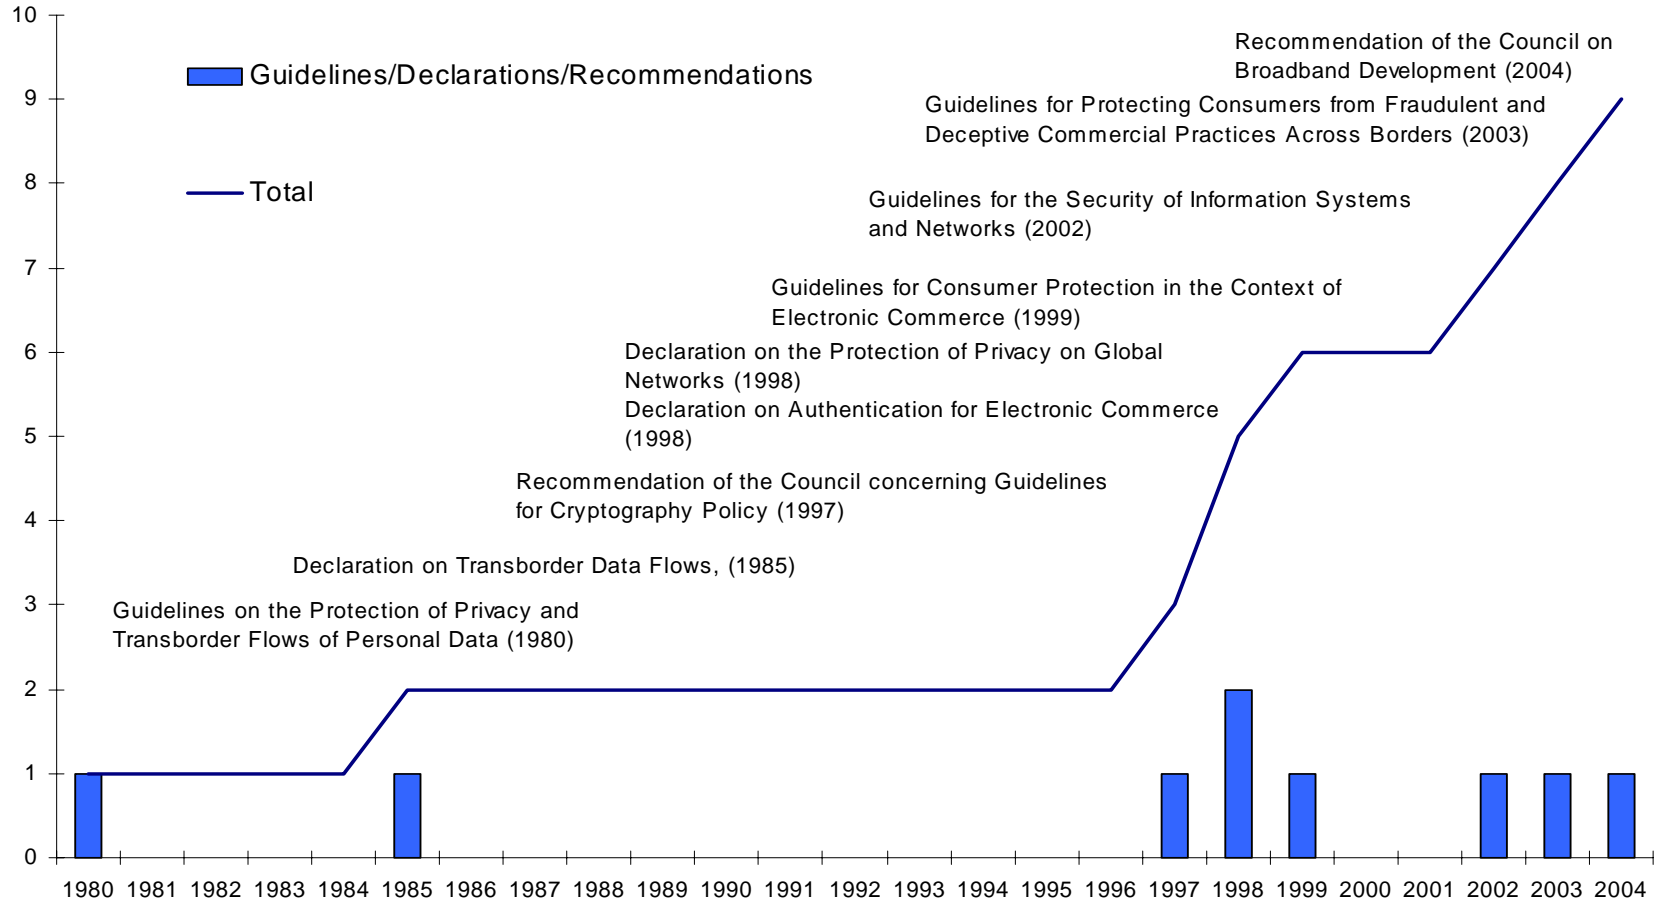 10
9
8
7
6
5
4
3
2
1
0
Guidelines/Declarations/Recommendations
Total
Recommendation of the Council on
Broadband Development (2004)
Guidelines for Protecting Consumers from Fraudulent and
Deceptive Commercial Practices Across Borders (2003)
Guidelines for the Security of Information Systems
and Networks (2002)
Guidelines for Consumer Protection in the Context of
Electronic Commerce (1999)
Declaration on the Protection of Privacy on Global
Networks (1998)
Declaration on Authentication for Electronic Commerce
(1998)
Recommendation of the Council concerning Guidelines
for Cryptography Policy (1997)
Declaration on Transborder Data Flows, (1985)
Guidelines on the Protection of Privacy and
Transborder Flows of Personal Data (1980)
1980 1981 1982 1983 1984 1985 1986 1987 1988 1989 1990 1991 1992 1993 1994 1995 1996 1997 1998 1999 2000 2001 2002 2003 2004